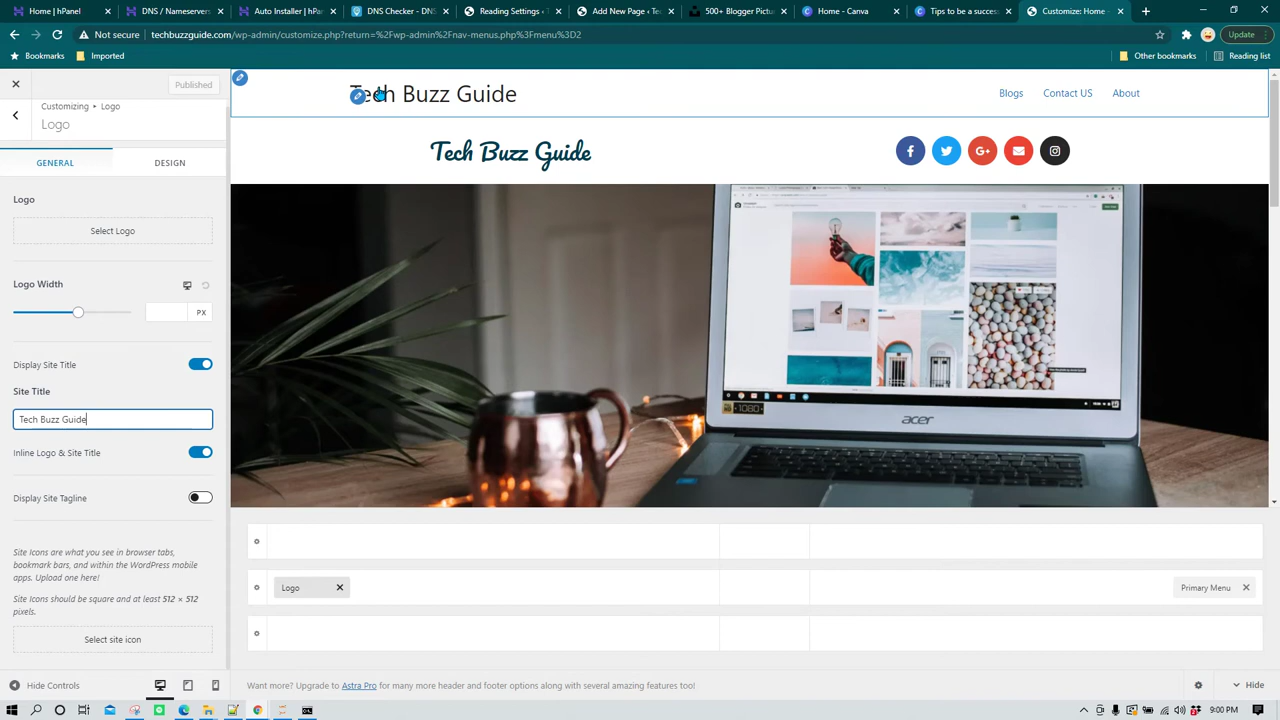 Home | hPanel
DNS / Nameservers
Auto Installer | hPa
DNS Checker - DNS
Reading Settings ‹ T
Add New Page ‹ Tec
500+ Blogger Pictur
Home – Canva
Tips to be a succes
Customize: Home –
Update
Not secure
techbuzzguide.com/wp-admin/customize.php?return=%2Fwp-admin%2Fnav-menus.php%3Fmenu%3D2
Bookmarks
Imported
Other bookmarks
Reading list
Published
Customizing ▸ Logo
Logo
GENERAL
DESIGN
Logo
Select Logo
Logo Width
PX
Display Site Title
Site Title
Tech Buzz Guide
Inline Logo & Site Title
Display Site Tagline
Site Icons are what you see in browser tabs,
bookmark bars, and within the WordPress mobile
apps. Upload one here!
Site Icons should be square and at least 512 × 512
pixels.
Select site icon
Hide Controls
Tech Buzz Guide
Blogs
Contact US
About
Tech Buzz Guide
1080
acer
Logo
Primary Menu
Want more? Upgrade to Astra Pro for many more header and footer options along with several amazing features too!
Hide
9:00 PM